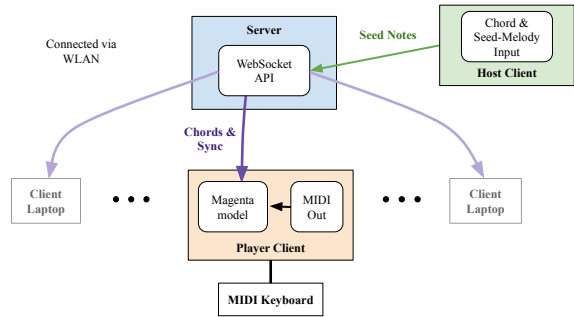 Connected via
WLAN
Server
WebSocket
API
Seed Notes
Chord &
Seed-Melody
Input
Host Client
Chords &
Sync
Client
Laptop
Magenta
model
MIDI
Out
Player Client
Client
Laptop
MIDI Keyboard